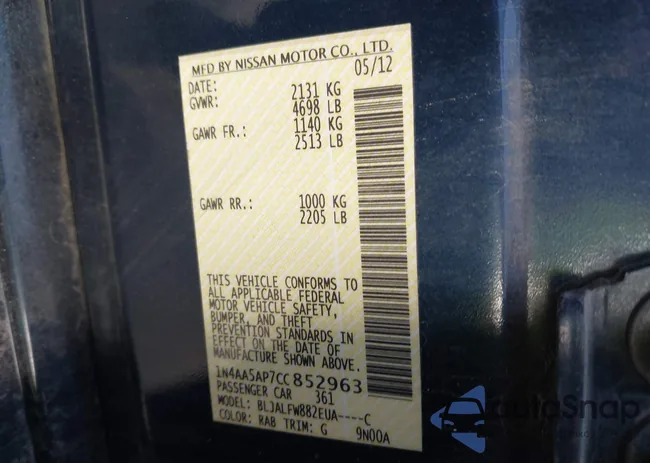 MFD BY NISSAN MOTOR CO., LTD.
DATE: 05/12
GVWR: 2131 KG
4698 LB
GAWR FR.: 1140 KG
2513 LB
GAWR RR.: 1000 KG
2205 LB
THIS VEHICLE CONFORMS TO
ALL APPLICABLE FEDERAL
MOTOR VEHICLE SAFETY,
BUMPER, AND THEFT
PREVENTION STANDARDS IN
EFFECT ON THE DATE OF
MANUFACTURE SHOWN ABOVE.
1N4AA5AP7CC852963
PASSENGER CAR 361
MODEL: BLJALFW882EUA----C
COLOR: RAB TRIM: G 9N00A
autoSnap